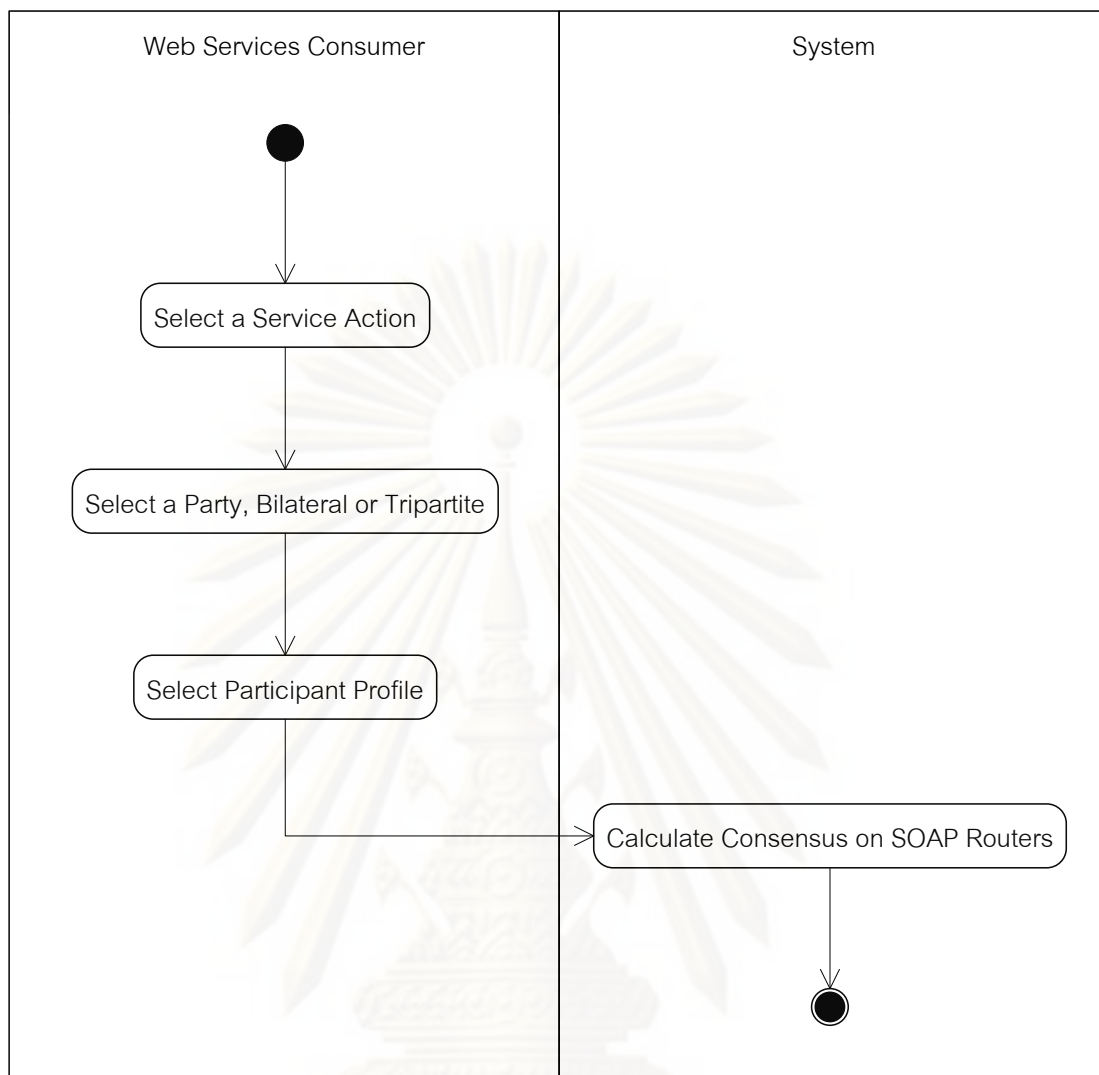 Web Services Consumer
System
Select a Service Action
Select a Party, Bilateral or Tripartite
Select Participant Profile
Calculate Consensus on SOAP Routers